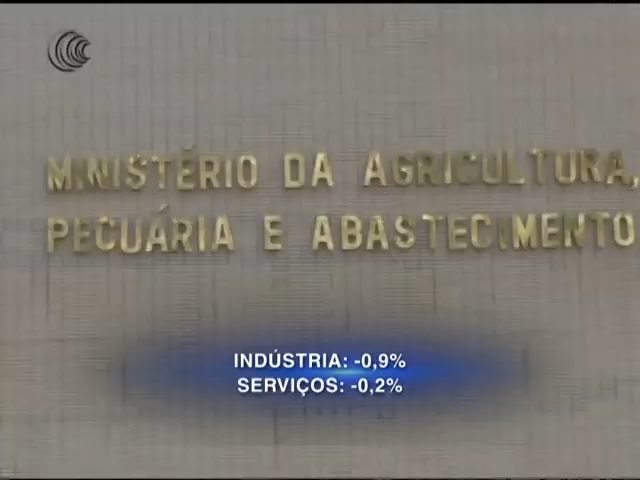 MINISTÉRIO DA AGRICULTURA,
PECUÁRIA E ABASTECIMENTO
INDÚSTRIA: -0,9%
SERVIÇOS: -0,2%